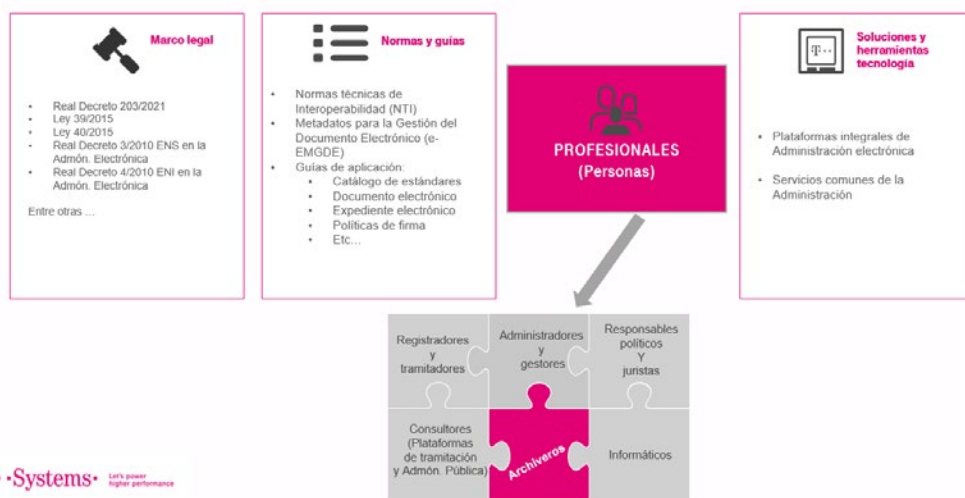 Marco legal
• Real Decreto 203/2021
• Ley 39/2015
• Ley 40/2015
• Real Decreto 3/2010 ENS en la
Admón. Electrónica
• Real Decreto 4/2010 ENI en la
Admón. Electrónica
Entre otras ...
Normas y guías
• Normas técnicas de
Interoperabilidad (NTI)
• Metadatos para la Gestión del
Documento Electrónico (e-
EMGDE)
• Guías de aplicación:
• Catálogo de estándares
• Documento electrónico
• Expediente electrónico
• Políticas de firma
• Etc...
PROFESIONALES
(Personas)
Soluciones y
herramientas
tecnología
• Plataformas integrales de
Administración electrónica
• Servicios comunes de la
Administración
Registradores
y
tramitadores
Administradores
y
gestores
Responsables
políticos
Y
juristas
Consultores
(Plataformas
de tramitación
y Admón. Pública)
Archiveros
Informáticos
·Systems·
Let's power
higher performance